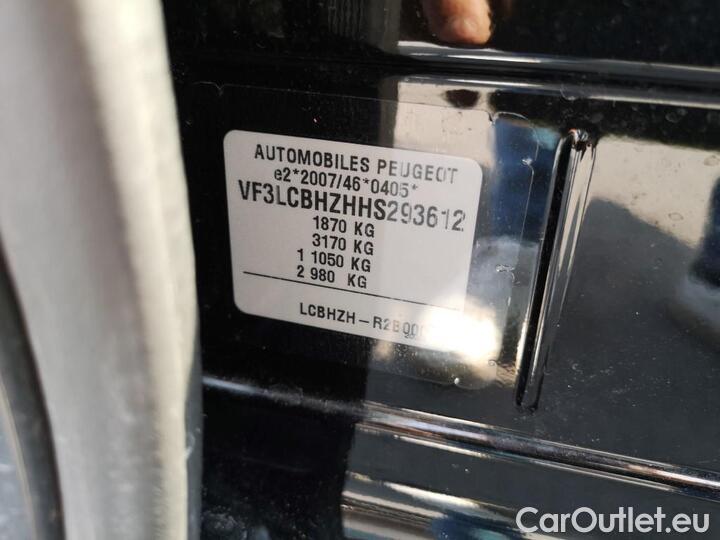 AUTOMOBILES PEUGEOT
e2*2007/46*0405*
VF3LCBHZHHS293612
1870 KG
3170 KG
1 1050 KG
2 980 KG
CarOutlet.eu